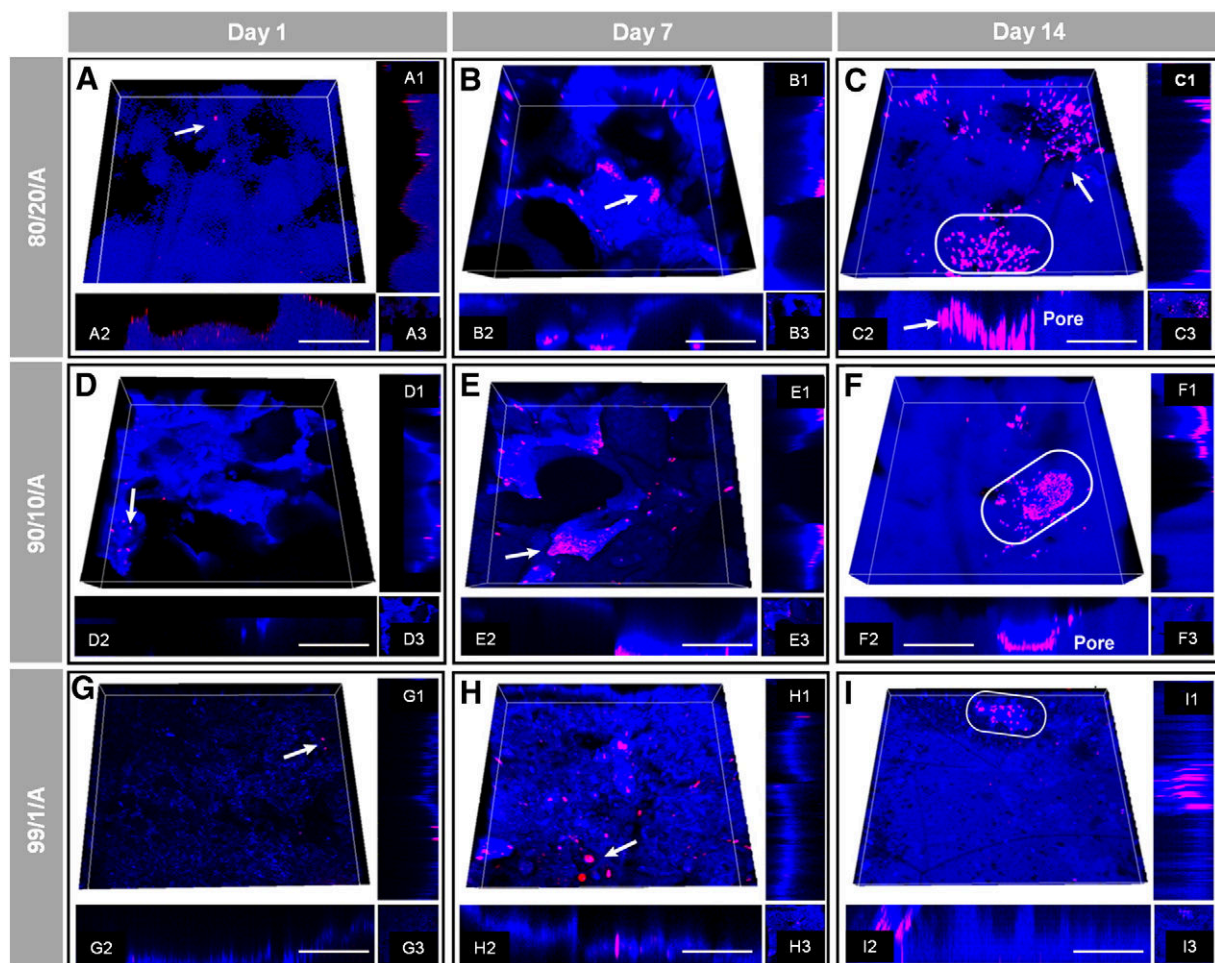 Day 1
Day 7
Day 14
80/20/A
A
A1
A2
A3
B
B1
B2
B3
C
C1
C2
Pore
C3
90/10/A
D
D1
D2
D3
E
E1
E2
E3
F
F1
F2
Pore
F3
99/1/A
G
G1
G2
G3
H
H1
H2
H3
I
I1
I2
I3